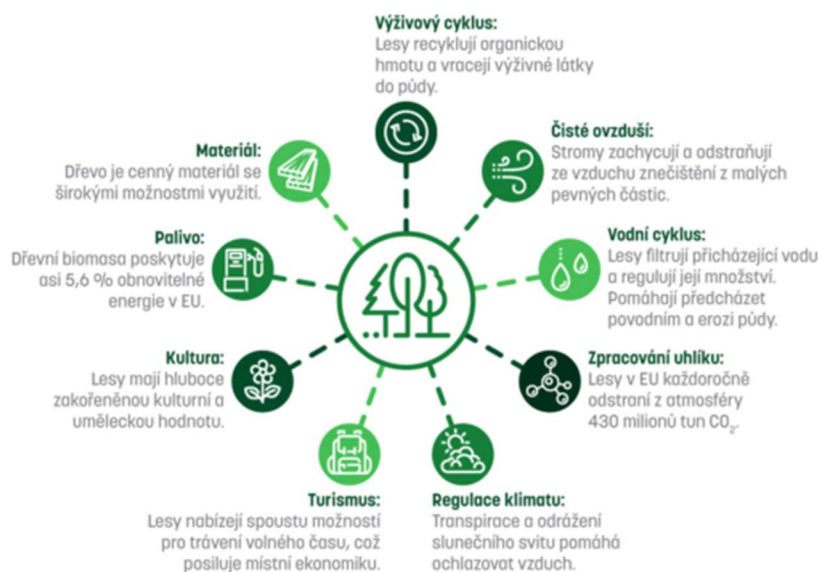 Výživový cyklus:
Lesy recyklují organickou
hmotu a vracejí výživné látky
do půdy.
Čisté ovzduší:
Stromy zachycují a odstraňují
ze vzduchu znečištění z malých
pevných částic.
Vodní cyklus:
Lesy filtrují přicházející vodu
a regulují její množství.
Pomáhají předcházet
povodním a erozi půdy.
Zpracování uhlíku:
Lesy v EU každoročně
odstraní z atmosféry
430 milionů tun CO₂.
Regulace klimatu:
Transpirace a odrážení
slunečního svitu pomáhá
ochlazovat vzduch.
Turismus:
Lesy nabízejí spoustu možností
pro trávení volného času, což
posiluje místní ekonomiku.
Kultura:
Lesy mají hluboce
zakořeněnou kulturní a
uměleckou hodnotu.
Palivo:
Dřevní biomasa poskytuje
asi 5,6 % obnovitelné
energie v EU.
Materiál:
Dřevo je cenný materiál se
širokými možnostmi využití.